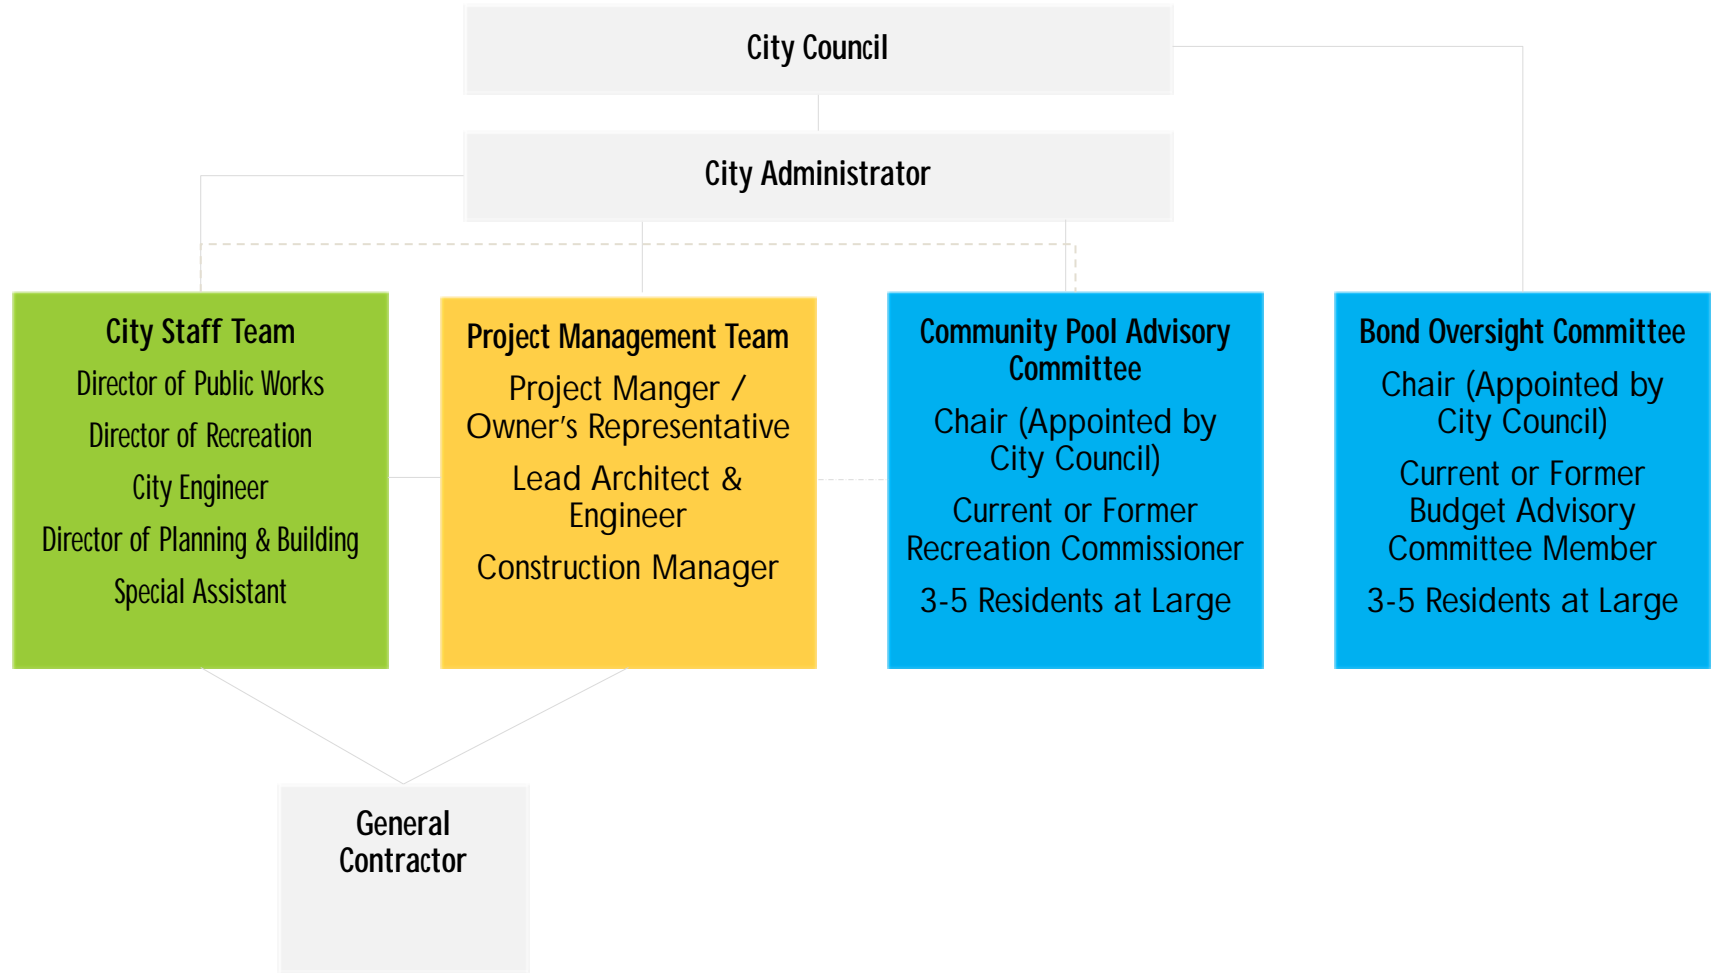 City Council
City Administrator
City Staff Team
Director of Public Works
Director of Recreation
City Engineer
Director of Planning & Building
Special Assistant
Project Management Team
Project Manger /
Owner's Representative
Lead Architect &
Engineer
Construction Manager
Community Pool Advisory
Committee
Chair (Appointed by
City Council)
Current or Former
Recreation Commissioner
3-5 Residents at Large
Bond Oversight Committee
Chair (Appointed by
City Council)
Current or Former
Budget Advisory
Committee Member
3-5 Residents at Large
General
Contractor